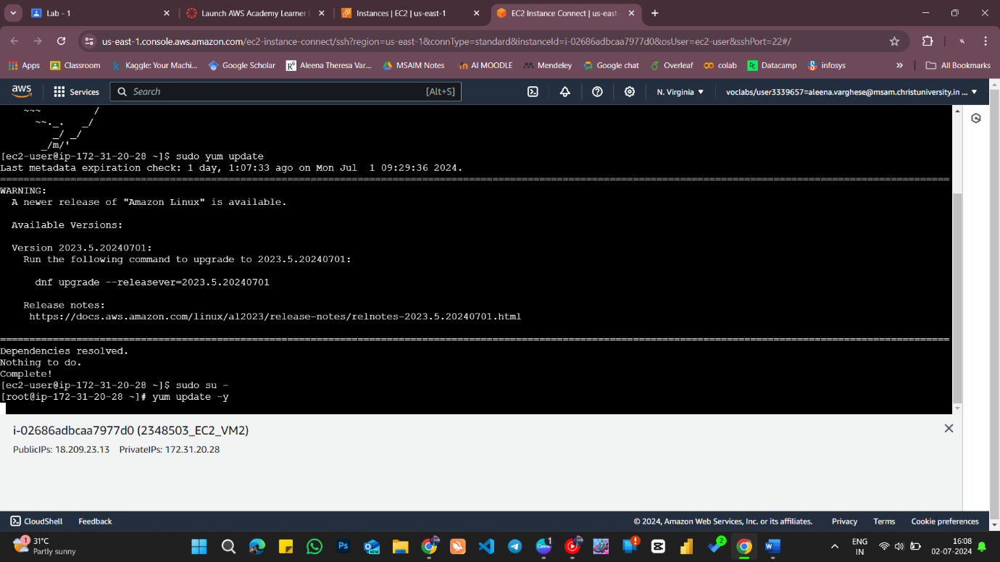 Lab - 1
Launch AWS Academy Learner
Instances | EC2 | us-east-1
EC2 Instance Connect | us-east
us-east-1.console.aws.amazon.com/ec2-instance-connect/ssh?region=us-east-1&connType=standard&instanceId=i-02686adbcaa7977d0&osUser=ec2-user&sshPort=22#/
Apps
Classroom
Kaggle: Your Machi...
Google Scholar
Aleena Theresa Var...
MSAIM Notes
AI MOODLE
Mendeley
Google chat
Overleaf
colab
Datacamp
infosys
All Bookmarks
aws
Services
Search
[Alt+S]
N. Virginia
voclabs/user3339657=aleena.varghese@msam.christuniversity.in ...
~~~         /
~~._.   _/
_/ _/
_/m/'
[ec2-user@ip-172-31-20-28 ~]$ sudo yum update
Last metadata expiration check: 1 day, 1:07:33 ago on Mon Jul  1 09:29:36 2024.
WARNING:
A newer release of "Amazon Linux" is available.
Available Versions:
Version 2023.5.20240701:
Run the following command to upgrade to 2023.5.20240701:
dnf upgrade --releasever=2023.5.20240701
Release notes:
https://docs.aws.amazon.com/linux/al2023/release-notes/relnotes-2023.5.20240701.html
Dependencies resolved.
Nothing to do.
Complete!
[ec2-user@ip-172-31-20-28 ~]$ sudo su -
[root@ip-172-31-20-28 ~]# yum update -y
i-02686adbcaa7977d0 (2348503_EC2_VM2)
PublicIPs: 18.209.23.13    PrivateIPs: 172.31.20.28
CloudShell
Feedback
© 2024, Amazon Web Services, Inc. or its affiliates.
Privacy
Terms
Cookie preferences
1
31°C
Partly sunny
Ps
NEW
1
2
ENG
IN
16:08
02-07-2024